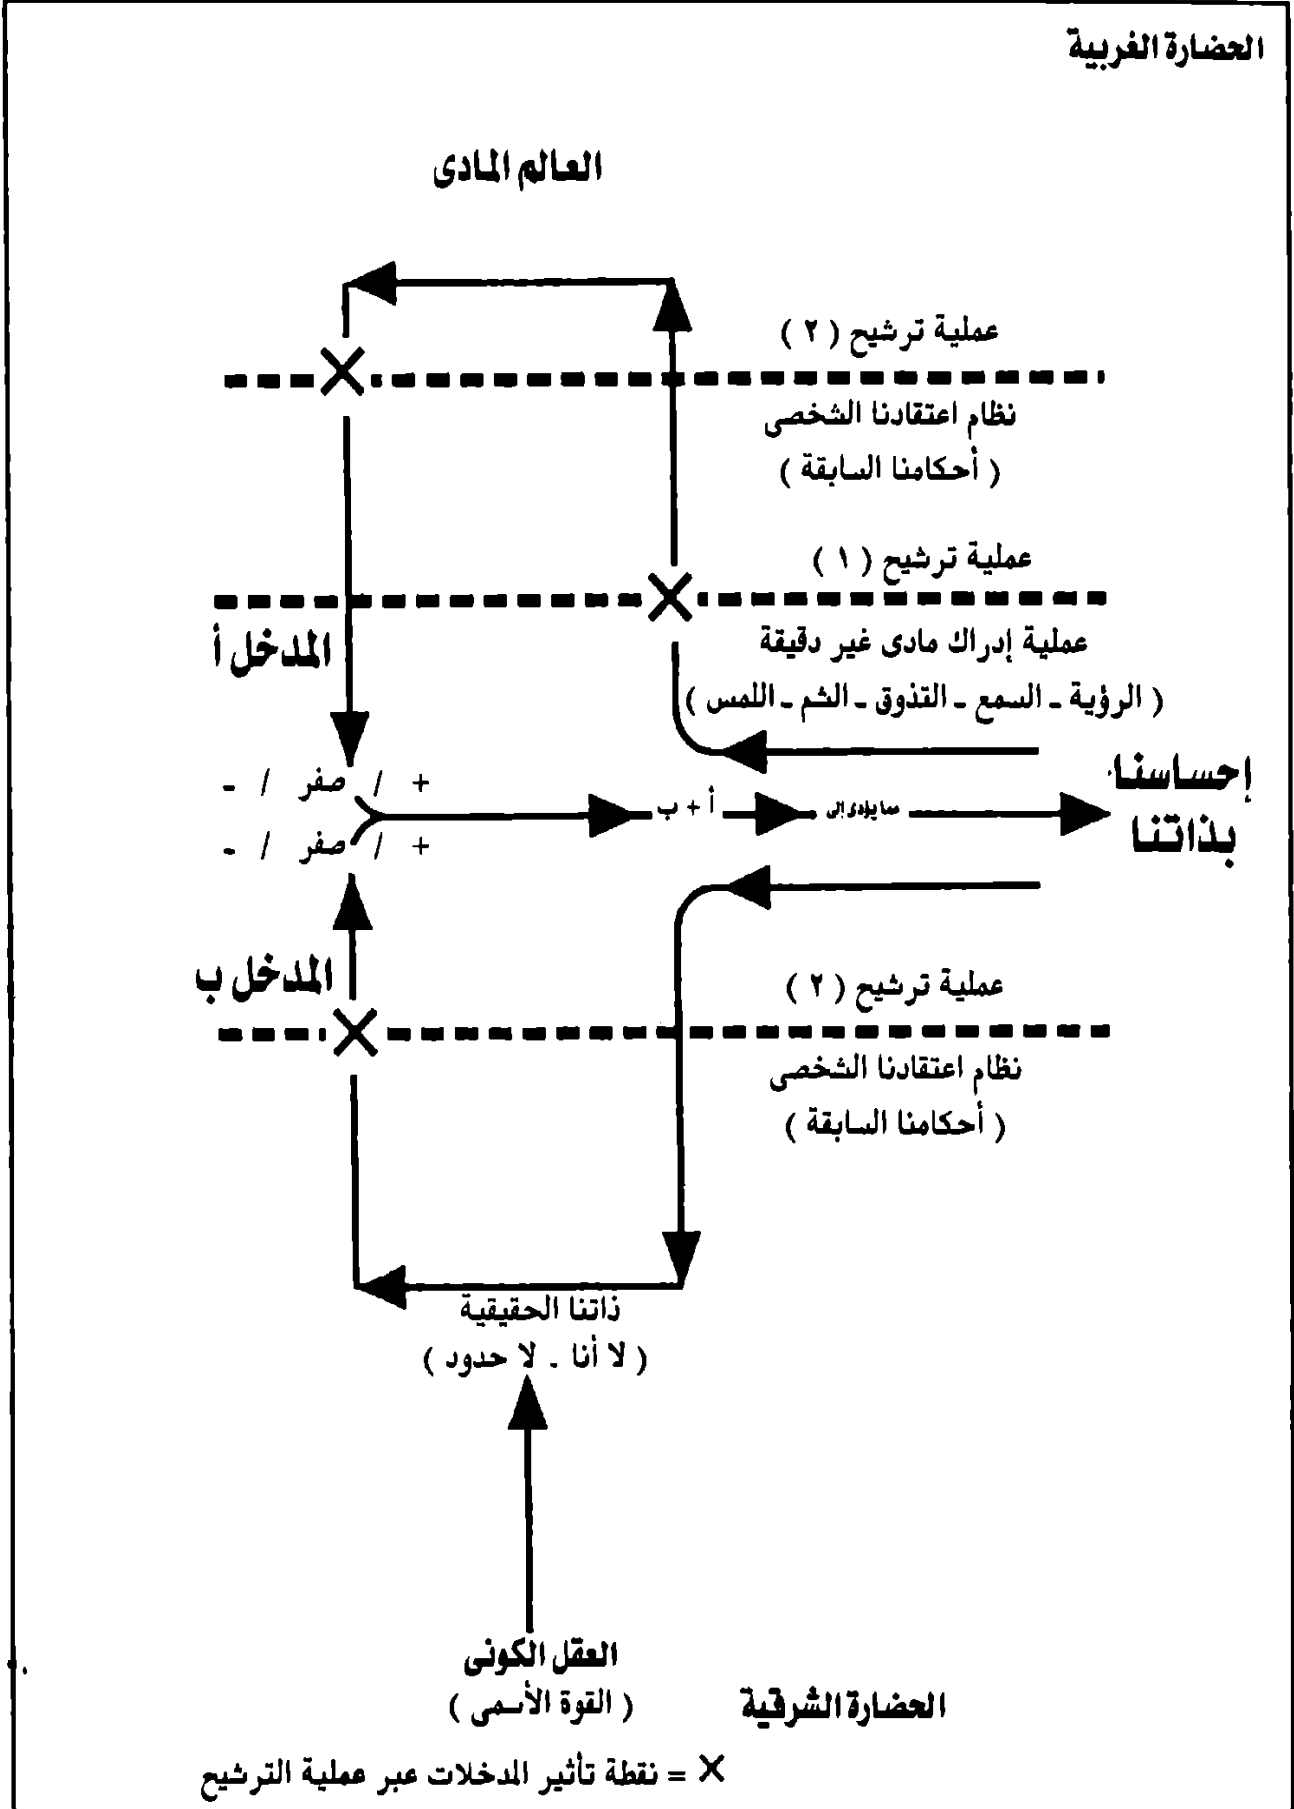 الحضارة الغربية
العالم المادى
عملية ترشيح ( ٢ )
نظام اعتقادنا الشخصى
( أحكامنا السابقة )
عملية ترشيح ( ١ )
المدخل أ
عملية إدراك مادى غير دقيقة
( الرؤية ـ السمع ـ التذوق ـ الشم ـ اللمس )
إحساسنا
بذاتنا
+ / صفر / -
أ + ب
مما يؤدى إلى
+ / صفر / -
المدخل ب
عملية ترشيح ( ٢ )
نظام اعتقادنا الشخصى
( أحكامنا السابقة )
ذاتنا الحقيقية
( لا أنا ـ لا حدود )
العقل الكونى
( القوة الأسمى )
الحضارة الشرقية
× = نقطة تأثير المدخلات عبر عملية الترشيح